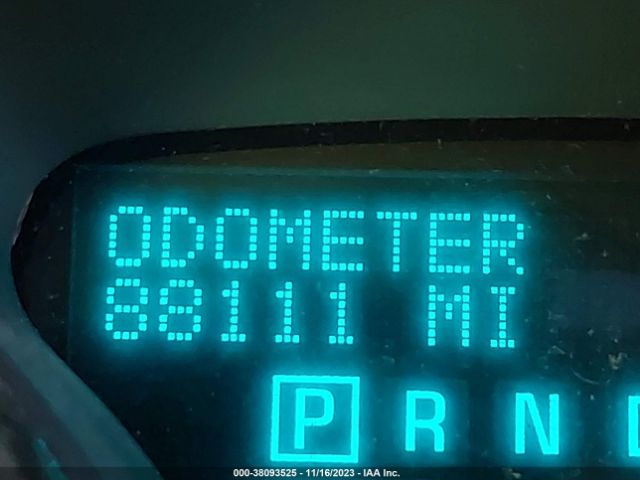 ODOMETER
88111 MI
P R N
000-38093525 - 11/16/2023 - IAA Inc.